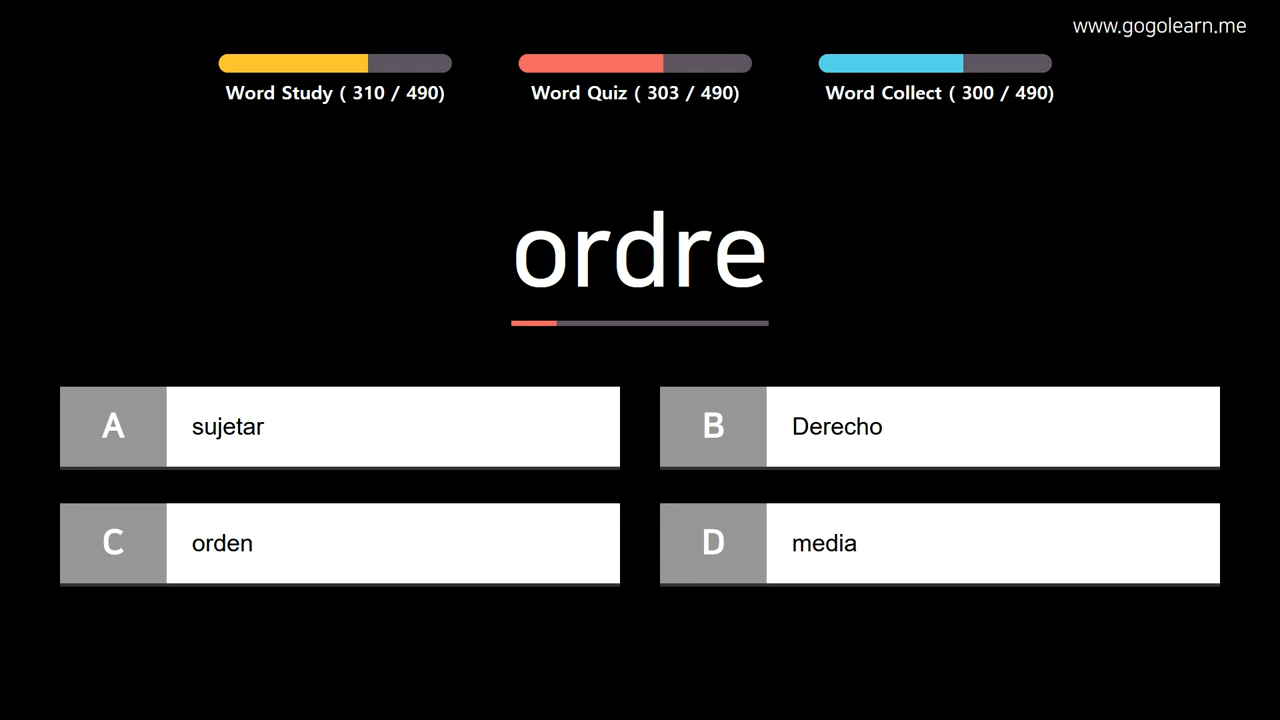 www.gogolearn.me
Word Study ( 310 / 490)
Word Quiz ( 303 / 490)
Word Collect ( 300 / 490)
ordre
A sujetar
B Derecho
C orden
D media